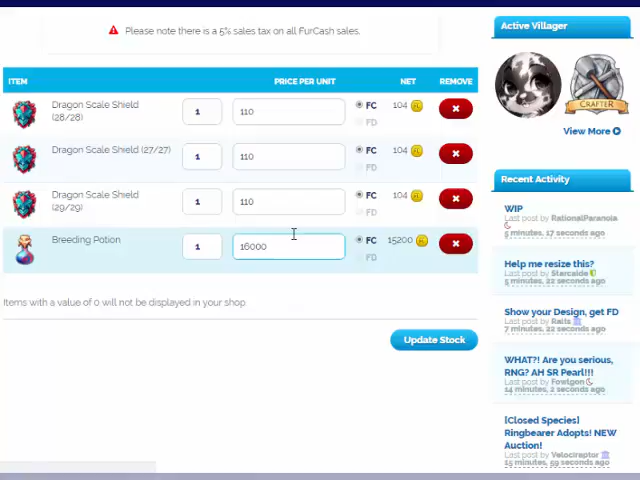 Please note there is a 5% sales tax on all FurCash sales.
ITEM PRICE PER UNIT NET REMOVE
Dragon Scale Shield (28/28) 1 110 FC FD 104
Dragon Scale Shield (27/27) 1 110 FC FD 104
Dragon Scale Shield (29/29) 1 110 FC FD 104
Breeding Potion 1 16000 FC FD 15200
Items with a value of 0 will not be displayed in your shop.
Update Stock
Active Villager
CRAFTER
View More
Recent Activity
WIP
Last post by RationalParanoia
5 minutes, 17 seconds ago
Help me resize this?
Last post by Starcaide
5 minutes, 22 seconds ago
Show your Design, get FD
Last post by Raits
7 minutes, 22 seconds ago
WHAT?! Are you serious,
RNG? AH SR Pearl!!!
Last post by Fowlgon
14 minutes, 2 seconds ago
[Closed Species]
Ringbearer Adopts! NEW
Auction!
Last post by Velociraptor
15 minutes, 59 seconds ago